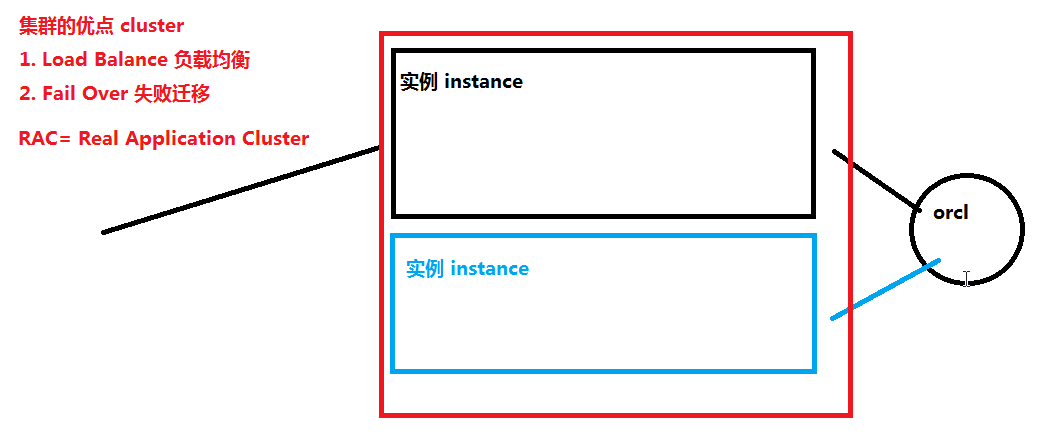 集群的优点 cluster
1. Load Balance 负载均衡
2. Fail Over 失败迁移
RAC= Real Application Cluster
实例 instance
实例 instance
orcl